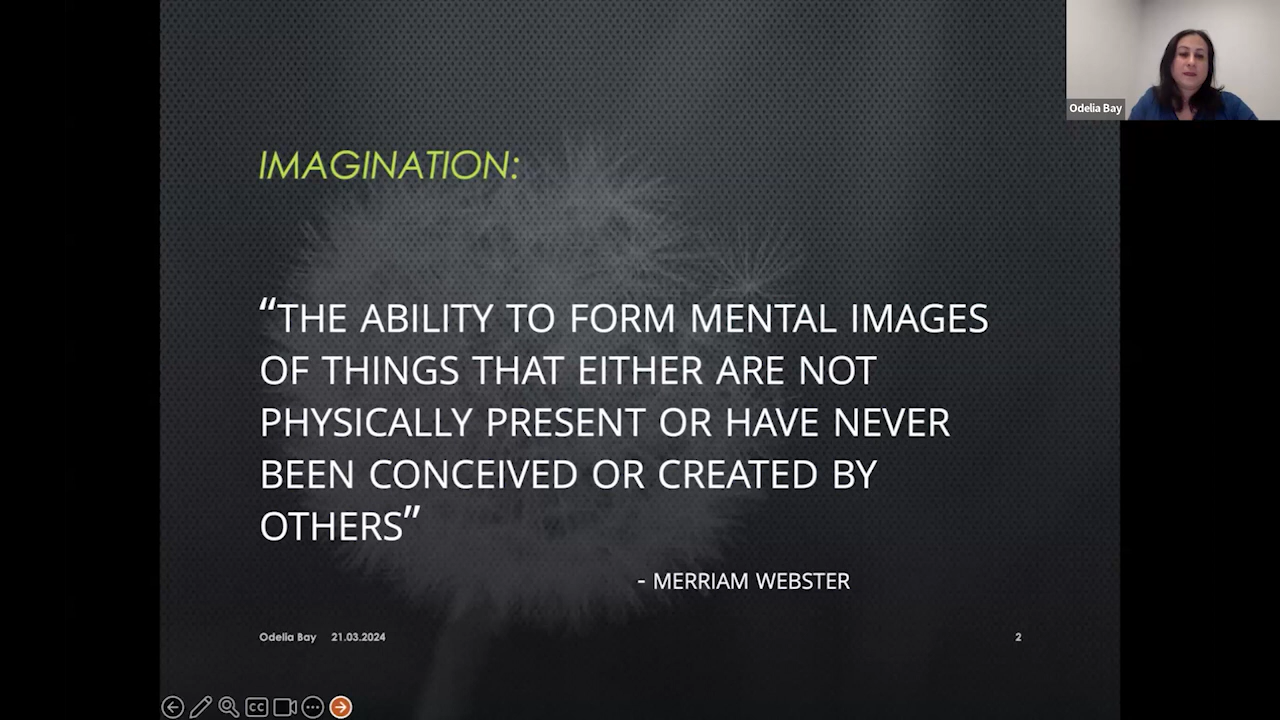 Odelia Bay
IMAGINATION:
“THE ABILITY TO FORM MENTAL IMAGES
OF THINGS THAT EITHER ARE NOT
PHYSICALLY PRESENT OR HAVE NEVER
BEEN CONCEIVED OR CREATED BY
OTHERS”
- MERRIAM WEBSTER
Odelia Bay 21.03.2024 2
CC